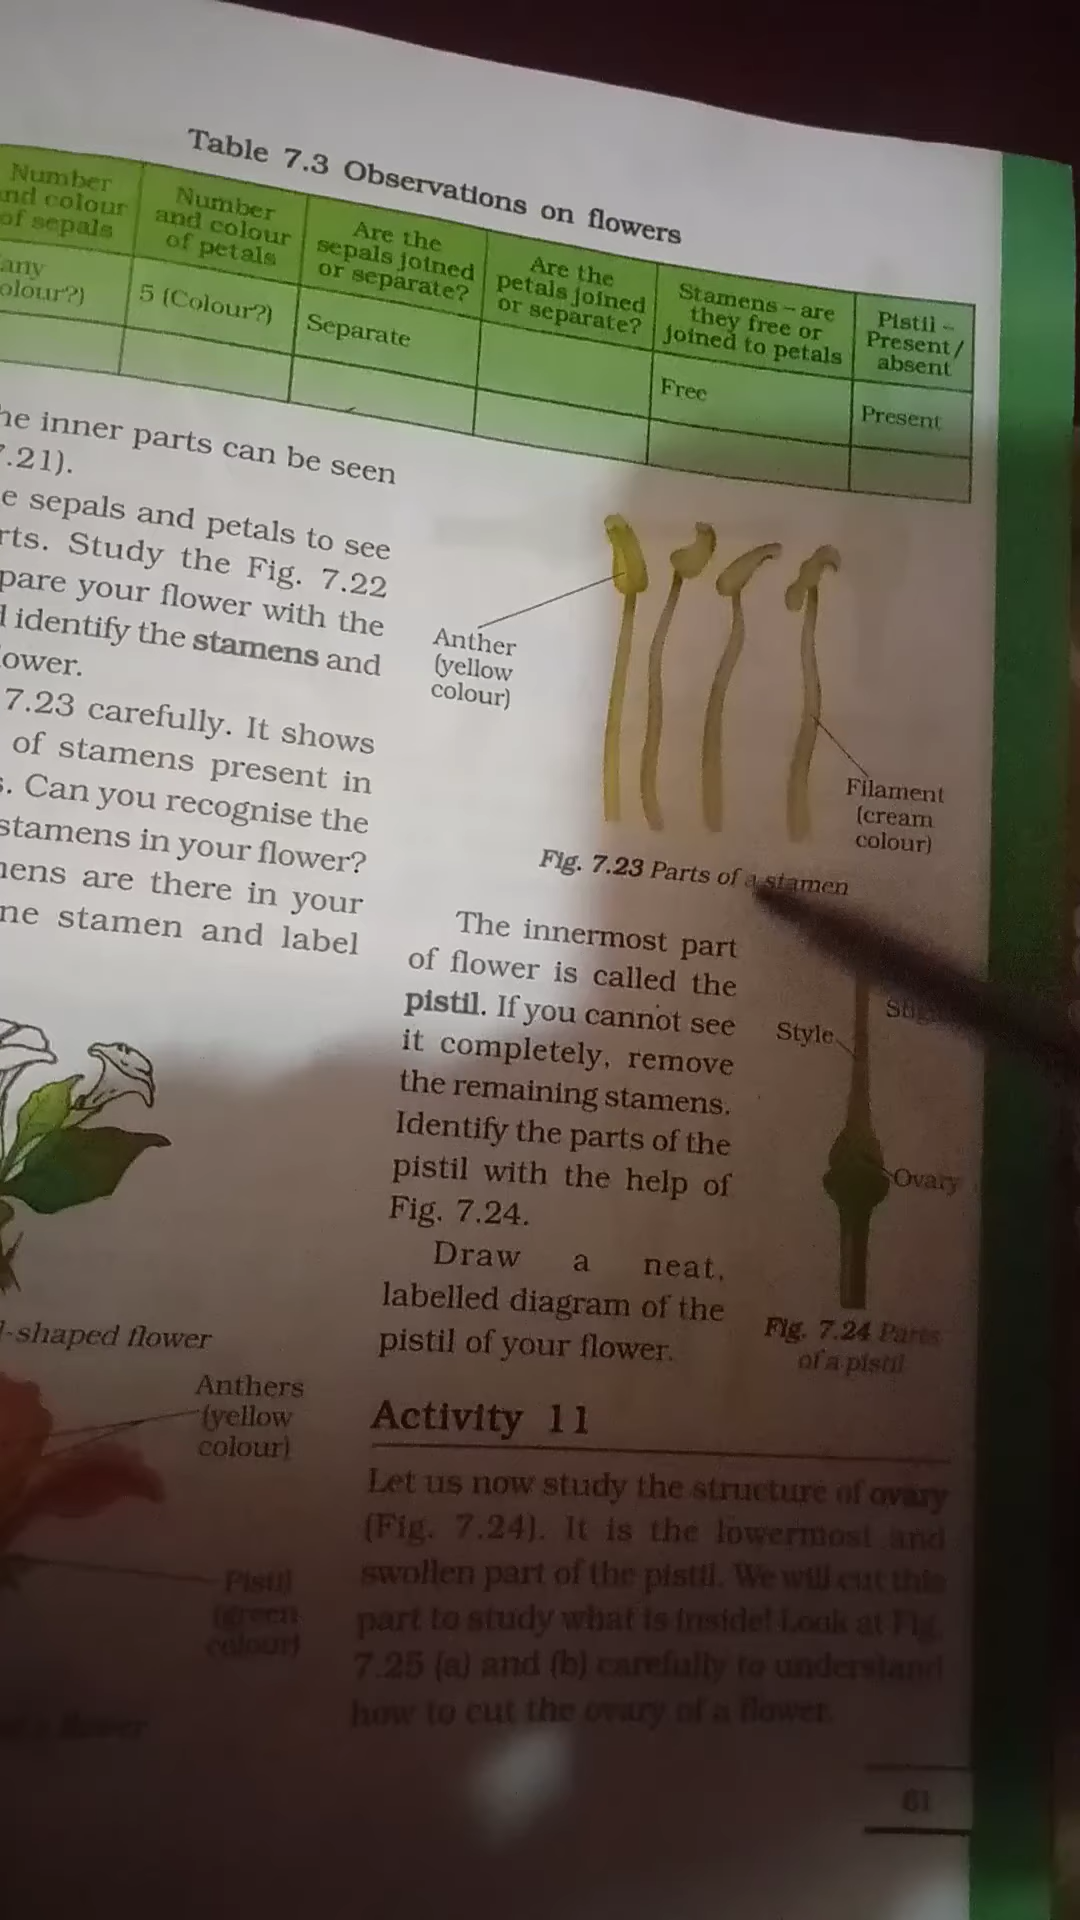 Table 7.3 Observations on flowers
Number
and colour
of sepals
Number
and colour
of petals
Are the
sepals joined
or separate?
Are the
petals joined
or separate?
Stamens – are
they free or
joined to petals
Pistil –
Present/
absent
any
olour?)
5 (Colour?)
Separate
Free
Present
he inner parts can be seen
7.21).
e sepals and petals to see
rts. Study the Fig. 7.22
pare your flower with the
d identify the stamens and
ower.
7.23 carefully. It shows
of stamens present in
s. Can you recognise the
stamens in your flower?
mens are there in your
ne stamen and label
-shaped flower
Anthers
(yellow
colour)
Pistil
(green
colour)
flower
Anther
(yellow
colour)
Filament
(cream
colour)
Fig. 7.23 Parts of a stamen
The innermost part
of flower is called the
pistil. If you cannot see
it completely, remove
the remaining stamens.
Identify the parts of the
pistil with the help of
Fig. 7.24.
Draw a neat,
labelled diagram of the
pistil of your flower.
Style
Ovary
Fig. 7.24 Parts
of a pistil
Activity 11
Let us now study the structure of ovary
(Fig. 7.24). It is the lowermost and
swollen part of the pistil. We will cut this
part to study what is inside! Look at Fig.
7.25 (a) and (b) carefully to understand
how to cut the ovary of a flower.
61